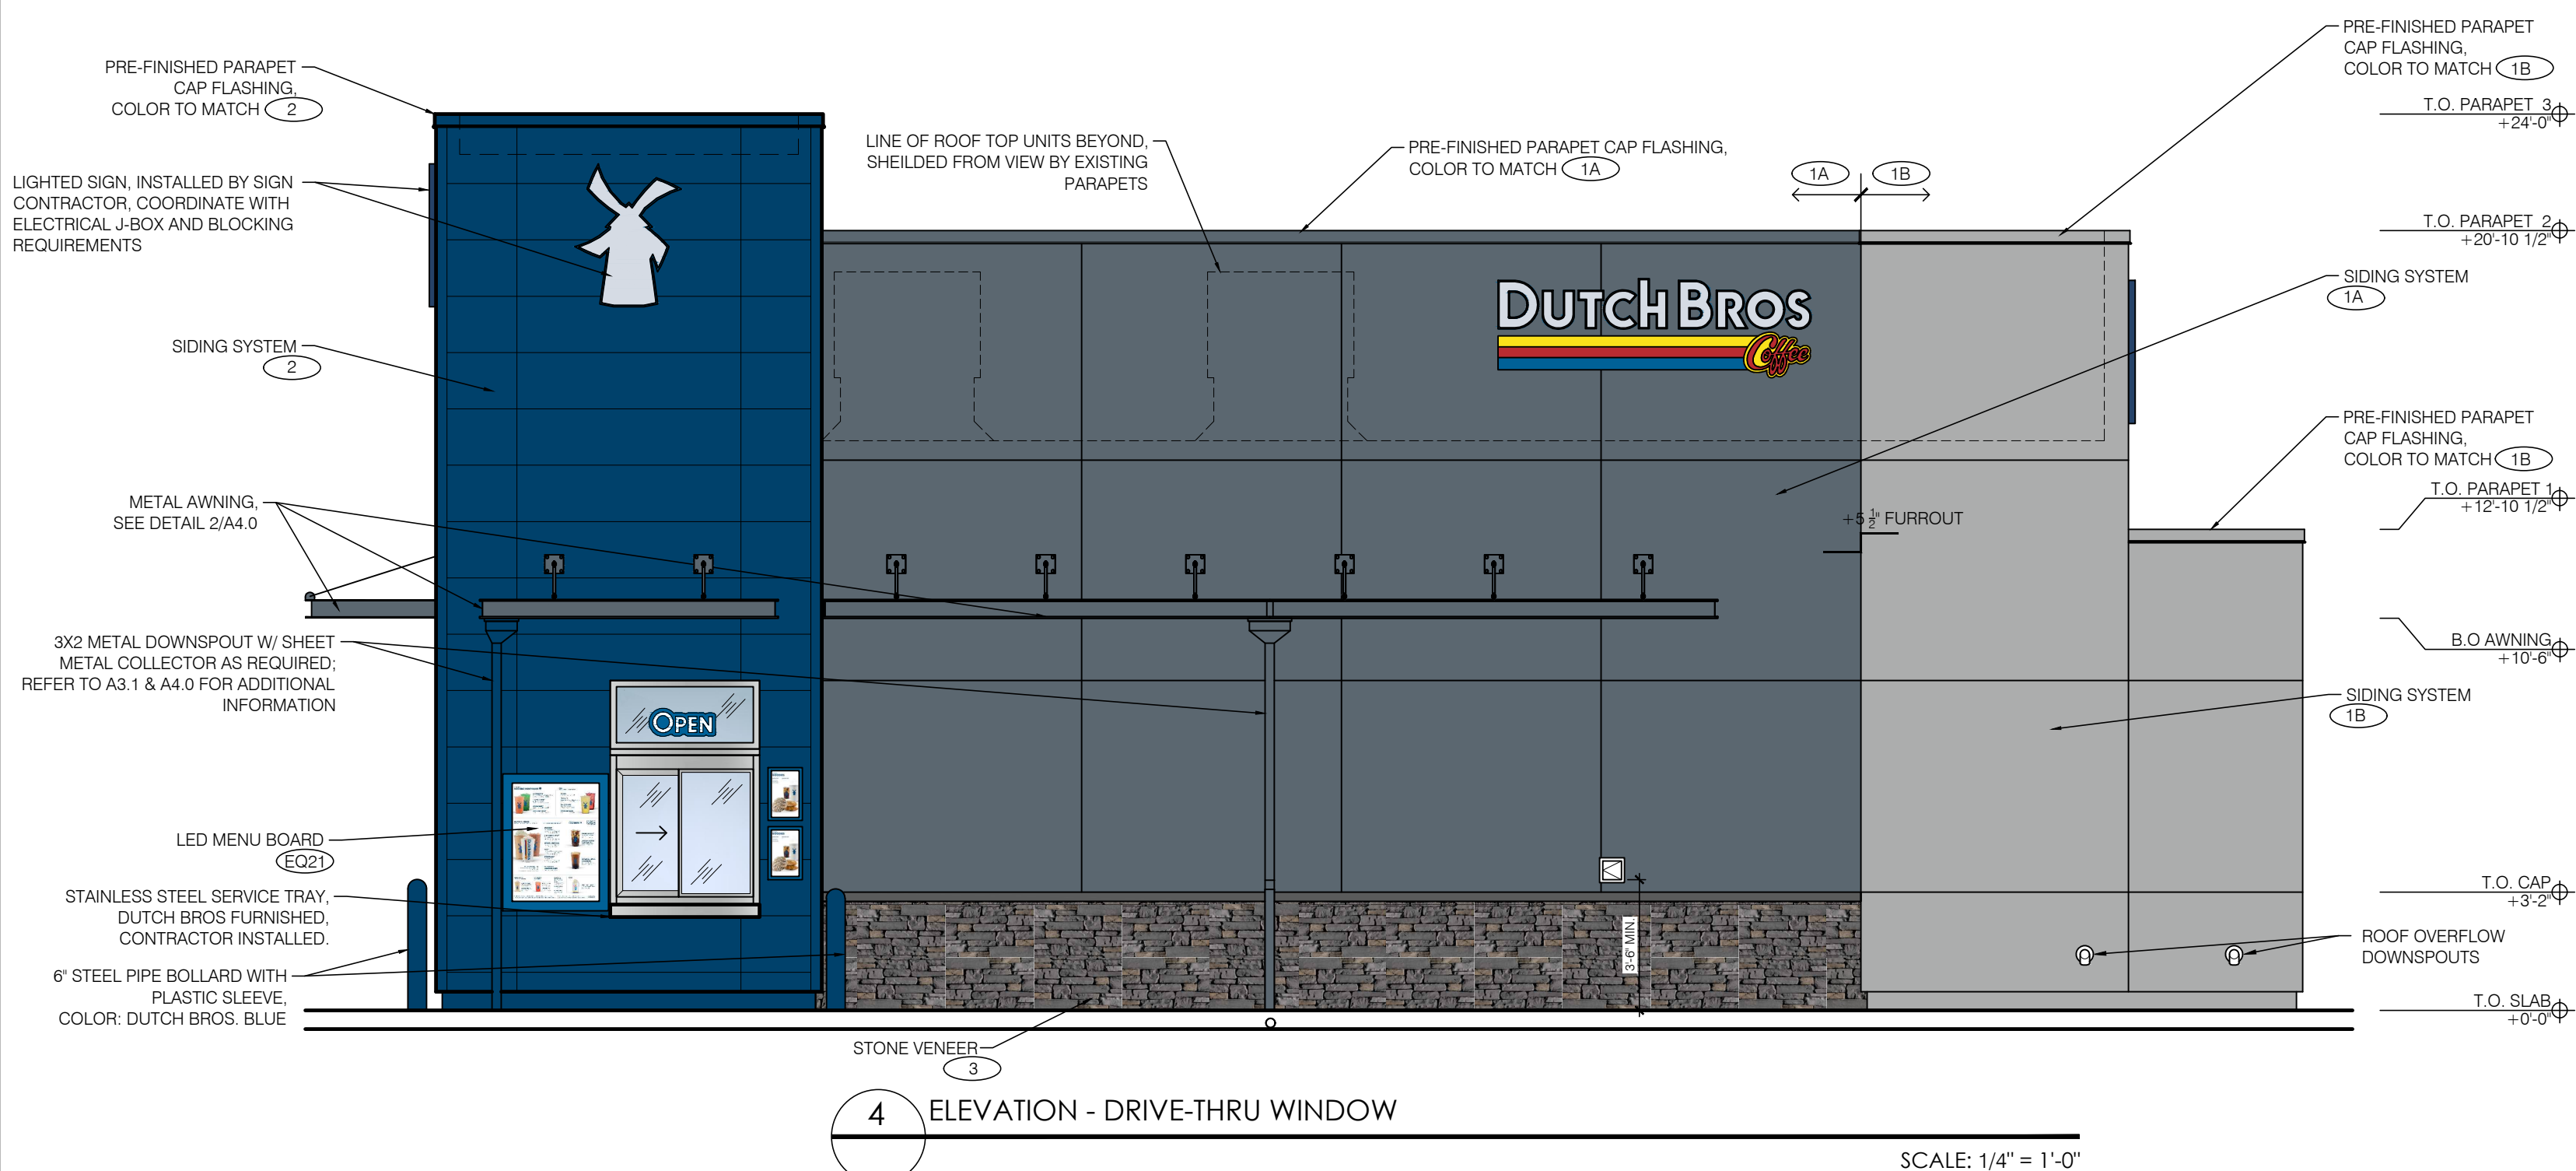 PRE-FINISHED PARAPET
CAP FLASHING,
COLOR TO MATCH 2
LIGHTED SIGN, INSTALLED BY SIGN
CONTRACTOR, COORDINATE WITH
ELECTRICAL J-BOX AND BLOCKING
REQUIREMENTS
SIDING SYSTEM
2
METAL AWNING,
SEE DETAIL 2/A4.0
3X2 METAL DOWNSPOUT W/ SHEET
METAL COLLECTOR AS REQUIRED;
REFER TO A3.1 & A4.0 FOR ADDITIONAL
INFORMATION
LED MENU BOARD
EQ21
STAINLESS STEEL SERVICE TRAY,
DUTCH BROS FURNISHED,
CONTRACTOR INSTALLED.
6" STEEL PIPE BOLLARD WITH
PLASTIC SLEEVE,
COLOR: DUTCH BROS. BLUE
OPEN
LINE OF ROOF TOP UNITS BEYOND,
SHEILDED FROM VIEW BY EXISTING
PARAPETS
PRE-FINISHED PARAPET CAP FLASHING,
COLOR TO MATCH 1A
1A 1B
DUTCH BROS
Coffee
+5 1/2" FURROUT
3'-6" MIN.
STONE VENEER
3
PRE-FINISHED PARAPET
CAP FLASHING,
COLOR TO MATCH 1B
T.O. PARAPET 3
+24'-0"
T.O. PARAPET 2
+20'-10 1/2"
SIDING SYSTEM
1A
PRE-FINISHED PARAPET
CAP FLASHING,
COLOR TO MATCH 1B
T.O. PARAPET 1
+12'-10 1/2"
B.O AWNING
+10'-6"
SIDING SYSTEM
1B
T.O. CAP
+3'-2"
ROOF OVERFLOW
DOWNSPOUTS
T.O. SLAB
+0'-0"
4 ELEVATION - DRIVE-THRU WINDOW
SCALE: 1/4" = 1'-0"